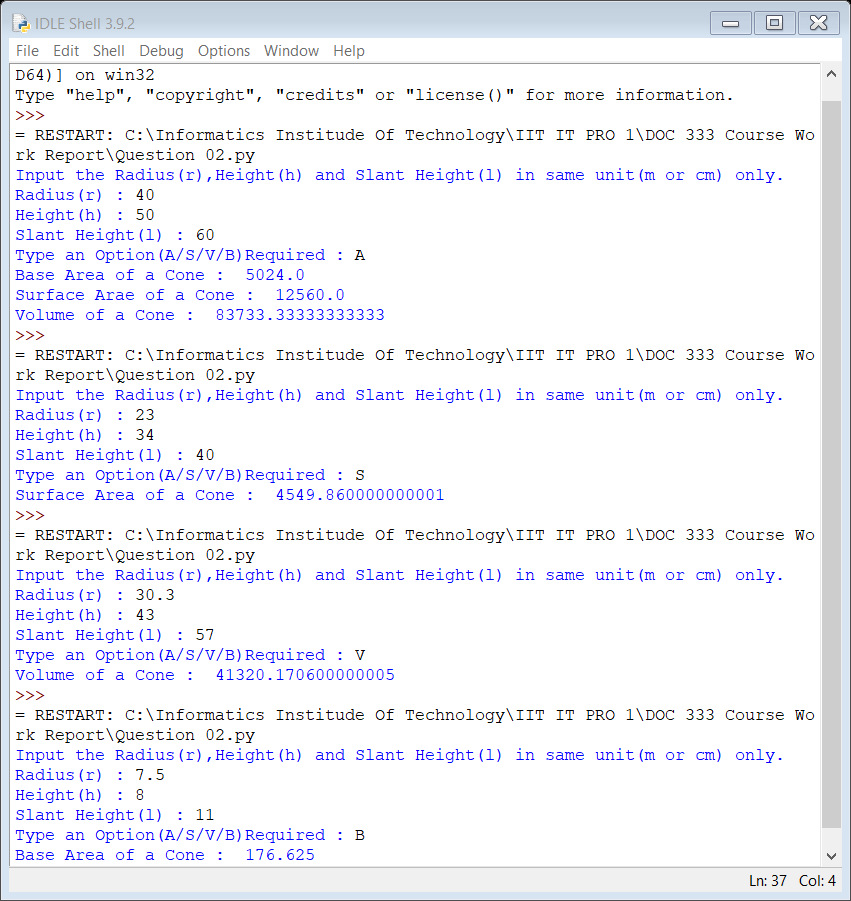 IDLE Shell 3.9.2
File Edit Shell Debug Options Window Help
D64)] on win32
Type "help", "copyright", "credits" or "license()" for more information.
>>>
= RESTART: C:\Informatics Institude Of Technology\IIT IT PRO 1\DOC 333 Course Wo
rk Report\Question 02.py
Input the Radius(r),Height(h) and Slant Height(l) in same unit(m or cm) only.
Radius(r) : 40
Height(h) : 50
Slant Height(l) : 60
Type an Option(A/S/V/B)Required : A
Base Area of a Cone :  5024.0
Surface Arae of a Cone :  12560.0
Volume of a Cone :  83733.33333333333
>>>
= RESTART: C:\Informatics Institude Of Technology\IIT IT PRO 1\DOC 333 Course Wo
rk Report\Question 02.py
Input the Radius(r),Height(h) and Slant Height(l) in same unit(m or cm) only.
Radius(r) : 23
Height(h) : 34
Slant Height(l) : 40
Type an Option(A/S/V/B)Required : S
Surface Area of a Cone :  4549.860000000001
>>>
= RESTART: C:\Informatics Institude Of Technology\IIT IT PRO 1\DOC 333 Course Wo
rk Report\Question 02.py
Input the Radius(r),Height(h) and Slant Height(l) in same unit(m or cm) only.
Radius(r) : 30.3
Height(h) : 43
Slant Height(l) : 57
Type an Option(A/S/V/B)Required : V
Volume of a Cone :  41320.170600000005
>>>
= RESTART: C:\Informatics Institude Of Technology\IIT IT PRO 1\DOC 333 Course Wo
rk Report\Question 02.py
Input the Radius(r),Height(h) and Slant Height(l) in same unit(m or cm) only.
Radius(r) : 7.5
Height(h) : 8
Slant Height(l) : 11
Type an Option(A/S/V/B)Required : B
Base Area of a Cone :  176.625
Ln: 37 Col: 4